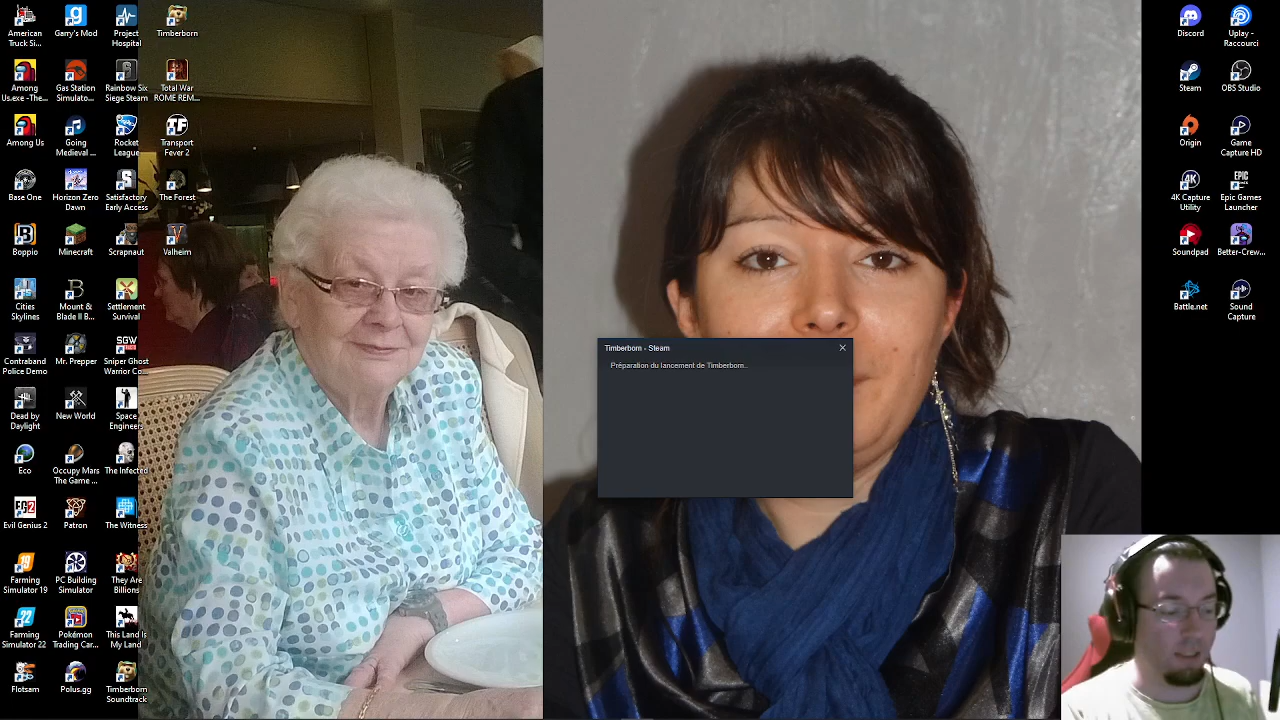 American
Truck Si...
Garry's Mod
Project
Hospital
Timberborn
Among
Us.exe -The...
Gas Station
Simulato...
Rainbow Six
Siege Steam
Total War
ROME REM...
Among Us
Going
Medieval ...
Rocket
League
Transport
Fever 2
Base One
Horizon Zero
Dawn
Satisfactory
Early Access
The Forest
Boppio
Minecraft
Scrapnaut
Valheim
Cities
Skylines
Mount &
Blade II B...
Settlement
Survival
Contraband
Police Demo
Mr. Prepper
Sniper Ghost
Warrior Co...
Dead by
Daylight
New World
Space
Engineers
Eco
Occupy Mars
The Game ...
The Infected
Evil Genius 2
Patron
The Witness
Farming
Simulator 19
PC Building
Simulator
They Are
Billions
Farming
Simulator 22
Pokémon
Trading Car...
This Land Is
My Land
Flotsam
Polus.gg
Timberborn
Soundtrack
Timberborn - Steam
Préparation du lancement de Timberborn...
Discord
Uplay -
Raccourci
Steam
OBS Studio
Origin
Game
Capture HD
4K Capture
Utility
Epic Games
Launcher
Soundpad
Better-Crew...
Battle.net
Sound
Capture